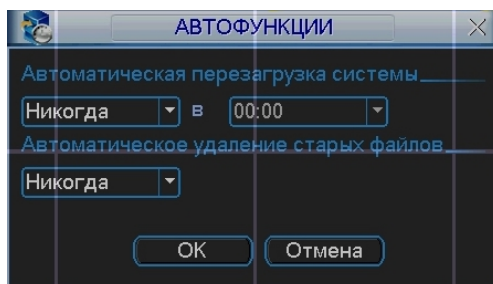 АВТОФУНКЦИИ
Автоматическая перезагрузка системы
Никогда в 00:00
Автоматическое удаление старых файлов
Никогда
OK Отмена